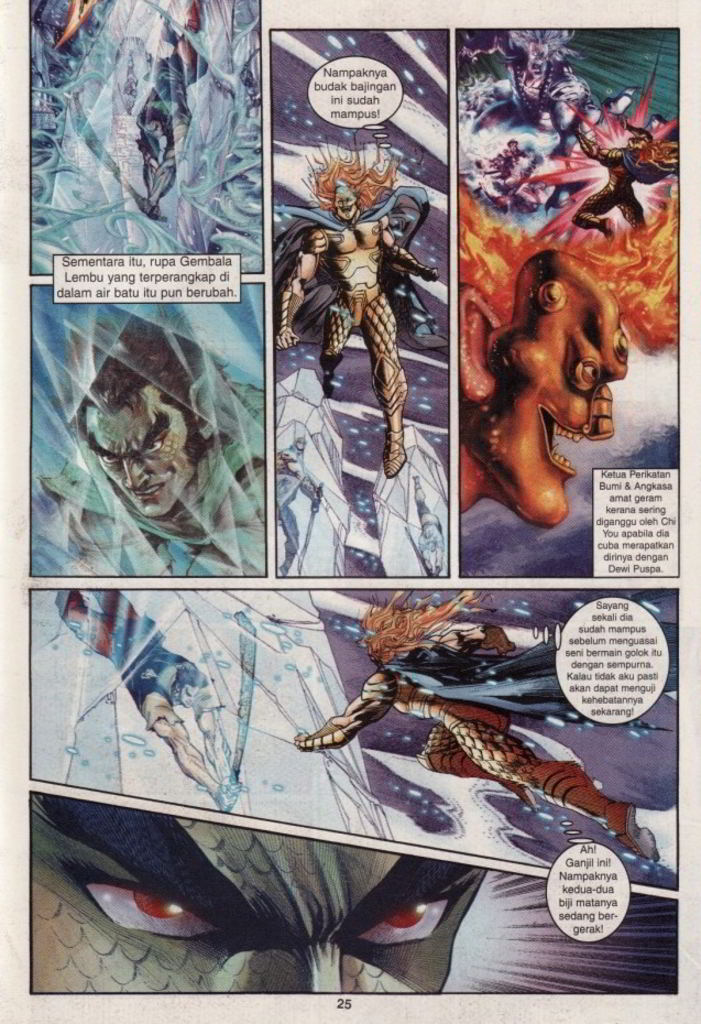 Sementara itu, rupa Gembala
Lembu yang terperangkap di
dalam air batu itu pun berubah.
Nampaknya
budak bajingan
ini sudah
mampus!
Ketua Perikatan
Bumi & Angkasa
amat geram
kerana sering
diganggu oleh Chi
You apabila dia
cuba merapatkan
dirinya dengan
Dewi Puspa.
Sayang
sekali dia
sudah mampus
sebelum menguasai
seni bermain golok itu
dengan sempurna.
Kalau tidak aku pasti
akan dapat menguji
kehebatannya
sekarang!
Ah!
Ganjil ini!
Nampaknya
kedua-dua
biji matanya
sedang ber-
gerak!
25